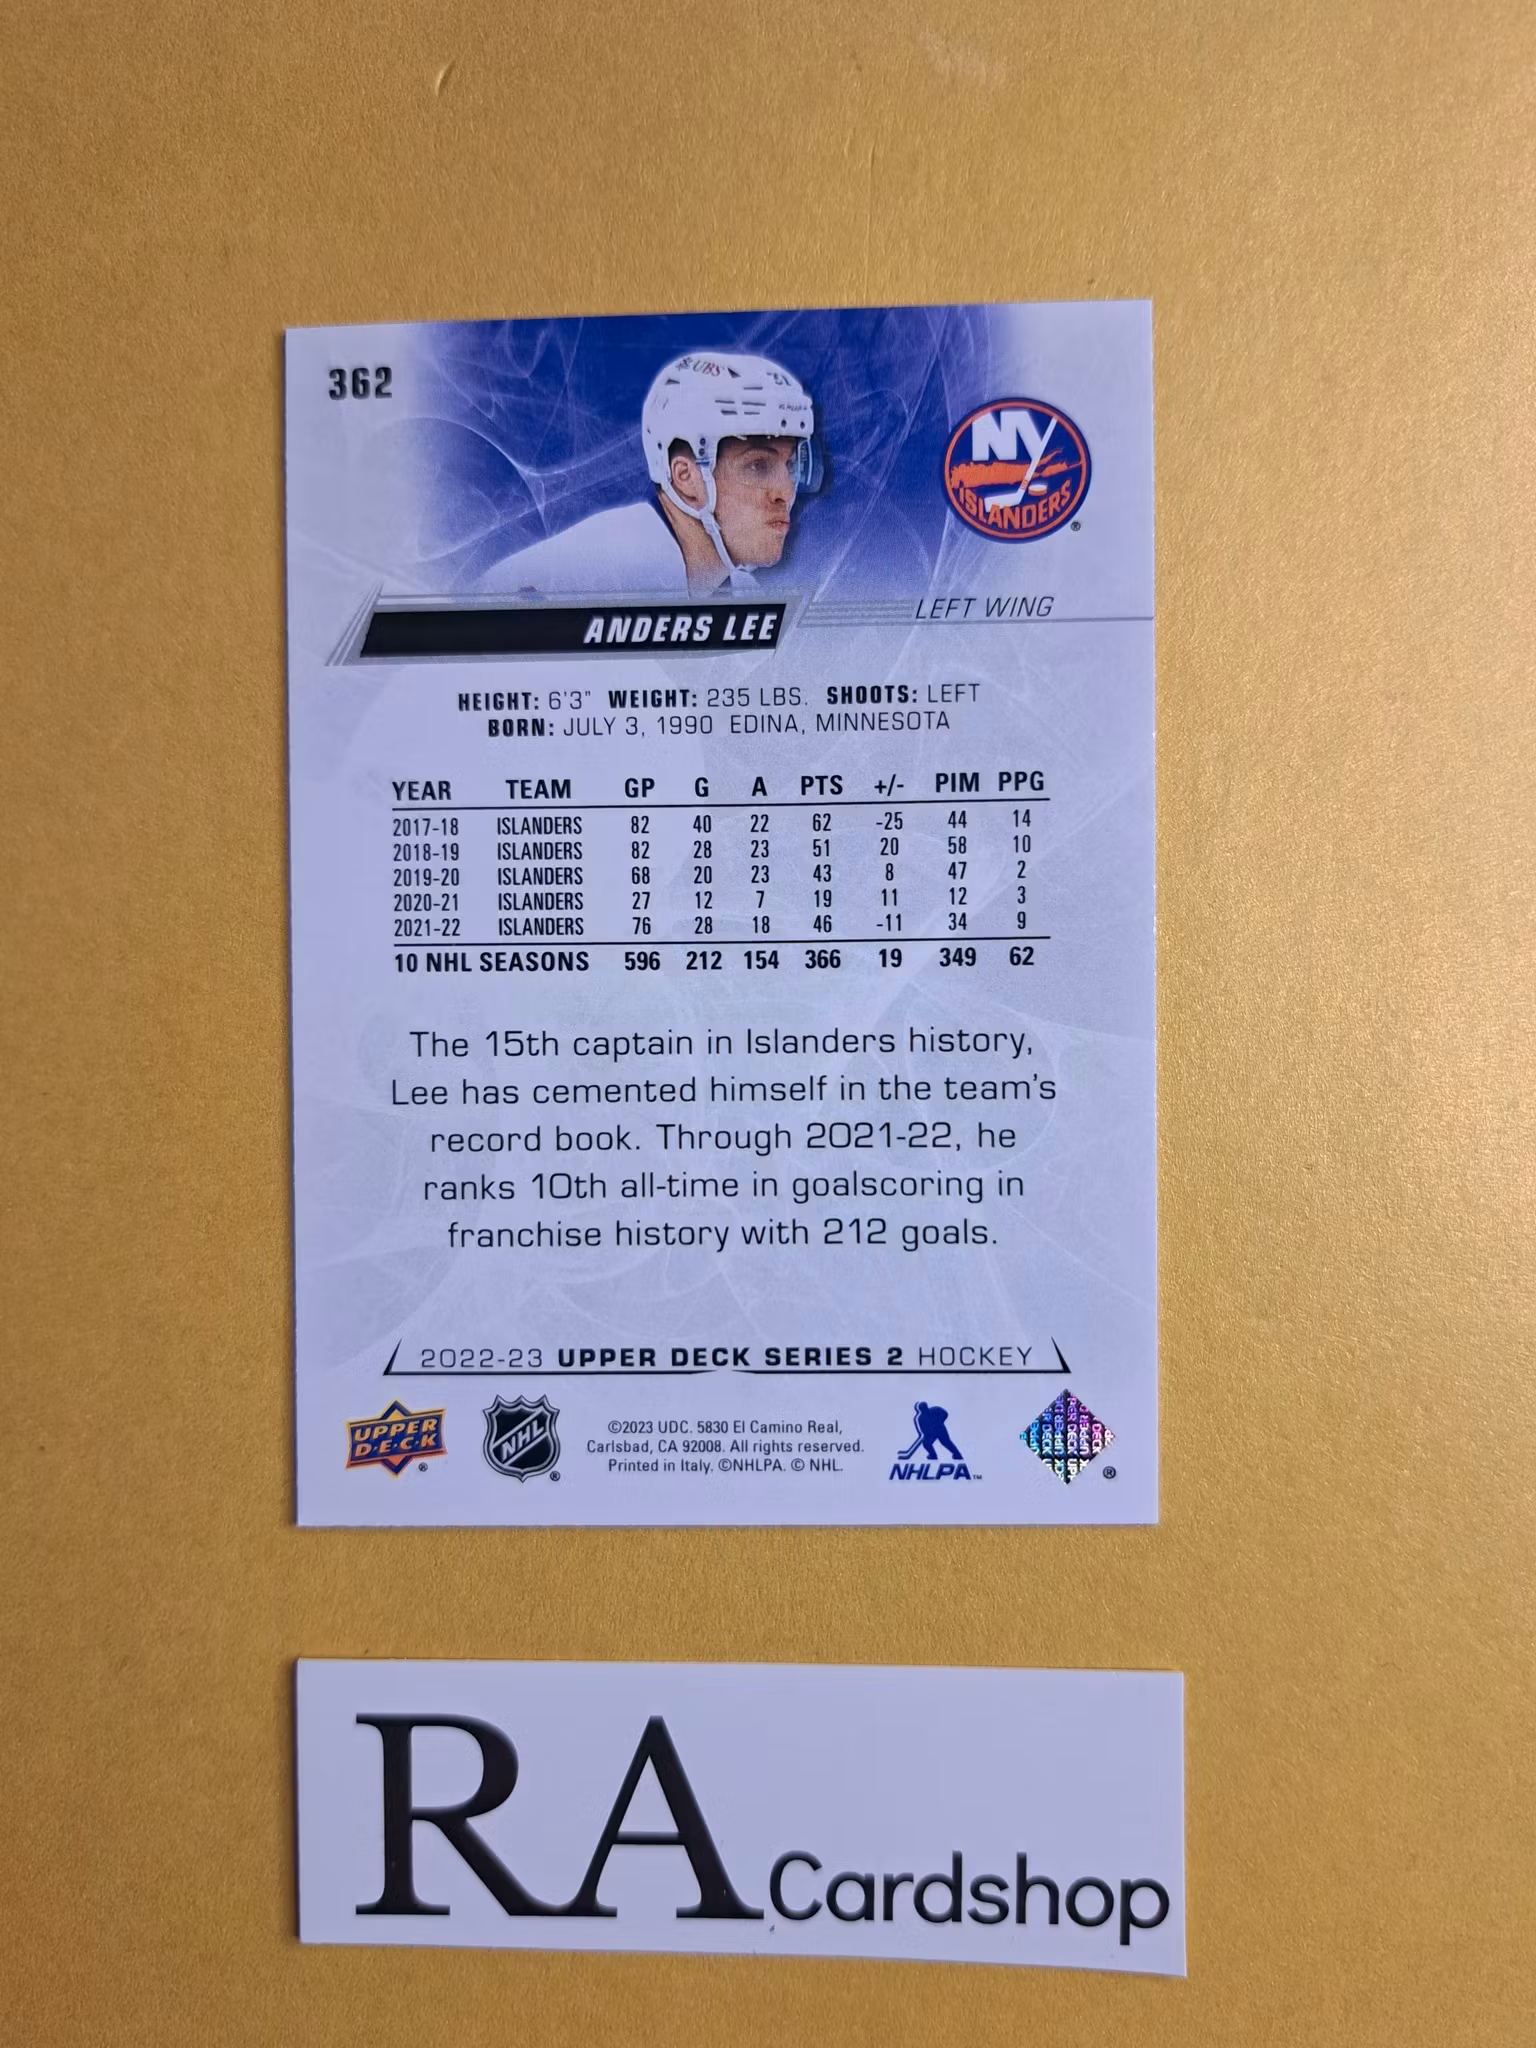 362
UBS
NY
ISLANDERS
®
ANDERS LEE
LEFT WING
HEIGHT: 6'3" WEIGHT: 235 LBS. SHOOTS: LEFT
BORN: JULY 3, 1990 EDINA, MINNESOTA
YEAR TEAM GP G A PTS +/- PIM PPG
2017-18 ISLANDERS 82 40 22 62 -25 44 14
2018-19 ISLANDERS 82 28 23 51 20 58 10
2019-20 ISLANDERS 68 20 23 43 8 47 2
2020-21 ISLANDERS 27 12 7 19 11 12 3
2021-22 ISLANDERS 76 28 18 46 -11 34 9
10 NHL SEASONS 596 212 154 366 19 349 62
The 15th captain in Islanders history,
Lee has cemented himself in the team's
record book. Through 2021-22, he
ranks 10th all-time in goalscoring in
franchise history with 212 goals.
2022-23 UPPER DECK SERIES 2 HOCKEY
UPPER
D·E·C·K
®
NHL
®
©2023 UDC. 5830 El Camino Real,
Carlsbad, CA 92008. All rights reserved.
Printed in Italy. ©NHLPA. © NHL.
NHLPA™
®
RA Cardshop